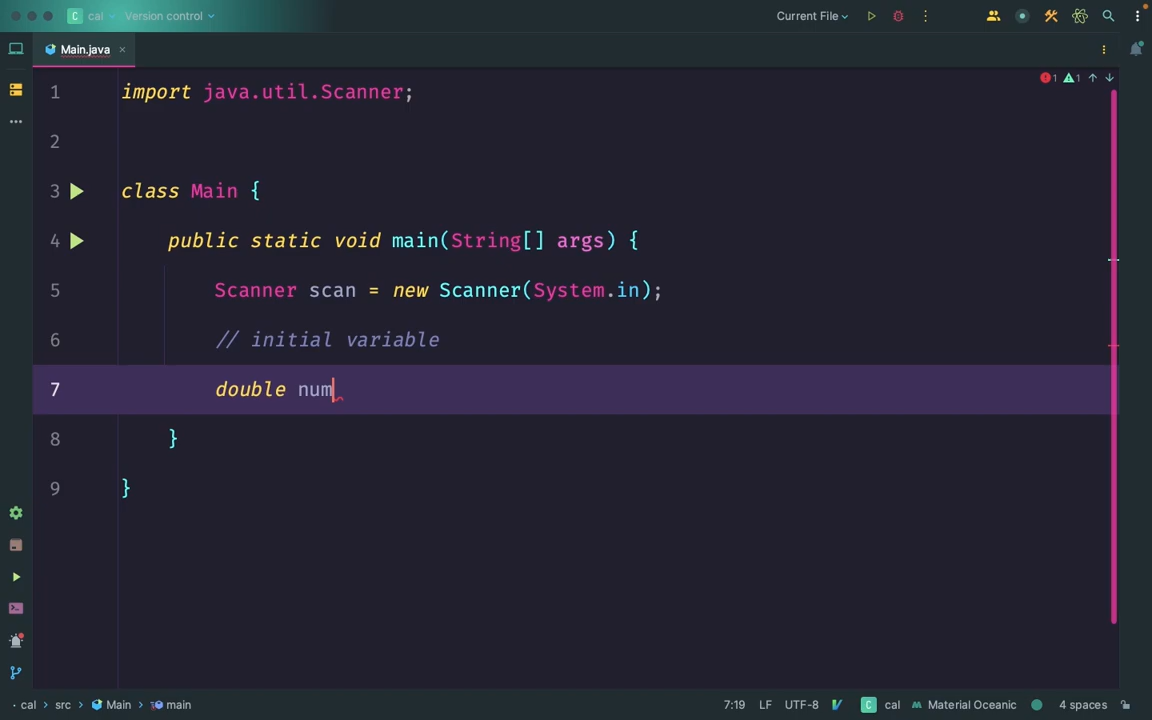 C cal Version control Current File
Main.java
1 1
1 import java.util.Scanner;
2
3 class Main {
4 public static void main(String[] args) {
5 Scanner scan = new Scanner(System.in);
6 // initial variable
7 double num
8 }
9 }
cal > src > Main > main 7:19 LF UTF-8 C cal Material Oceanic 4 spaces